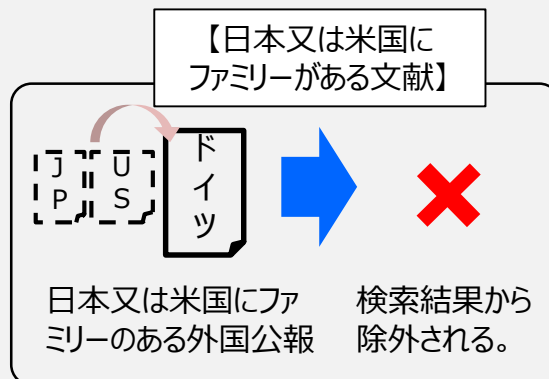 【日本又は米国に
ファミリーがある文献】
JP
US
ドイツ
日本又は米国にファ
ミリーのある外国公報
検索結果から
除外される。